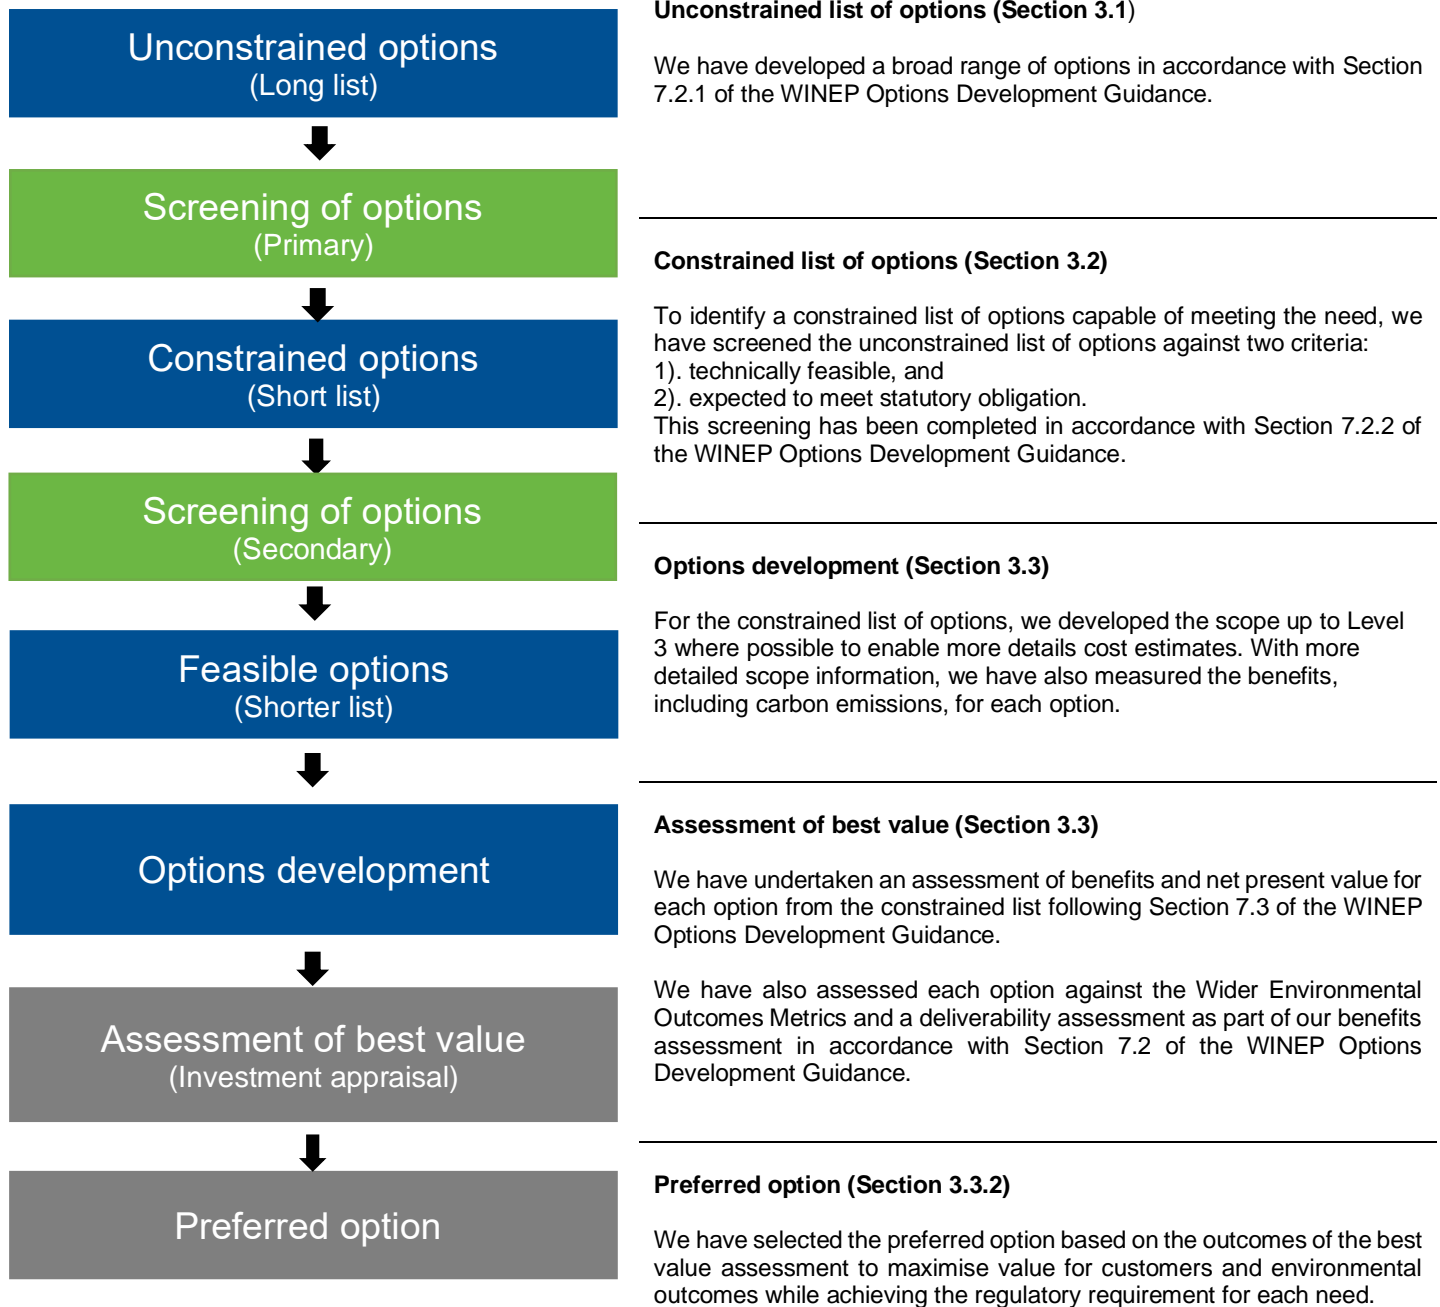 Unconstrained options
(Long list)
Screening of options
(Primary)
Constrained options
(Short list)
Screening of options
(Secondary)
Feasible options
(Shorter list)
Options development
Assessment of best value
(Investment appraisal)
Preferred option
Unconstrained list of options (Section 3.1)
We have developed a broad range of options in accordance with Section
7.2.1 of the WINEP Options Development Guidance.
Constrained list of options (Section 3.2)
To identify a constrained list of options capable of meeting the need, we
have screened the unconstrained list of options against two criteria:
1). technically feasible, and
2). expected to meet statutory obligation.
This screening has been completed in accordance with Section 7.2.2 of
the WINEP Options Development Guidance.
Options development (Section 3.3)
For the constrained list of options, we developed the scope up to Level
3 where possible to enable more details cost estimates. With more
detailed scope information, we have also measured the benefits,
including carbon emissions, for each option.
Assessment of best value (Section 3.3)
We have undertaken an assessment of benefits and net present value for
each option from the constrained list following Section 7.3 of the WINEP
Options Development Guidance.
We have also assessed each option against the Wider Environmental
Outcomes Metrics and a deliverability assessment as part of our benefits
assessment in accordance with Section 7.2 of the WINEP Options
Development Guidance.
Preferred option (Section 3.3.2)
We have selected the preferred option based on the outcomes of the best
value assessment to maximise value for customers and environmental
outcomes while achieving the regulatory requirement for each need.